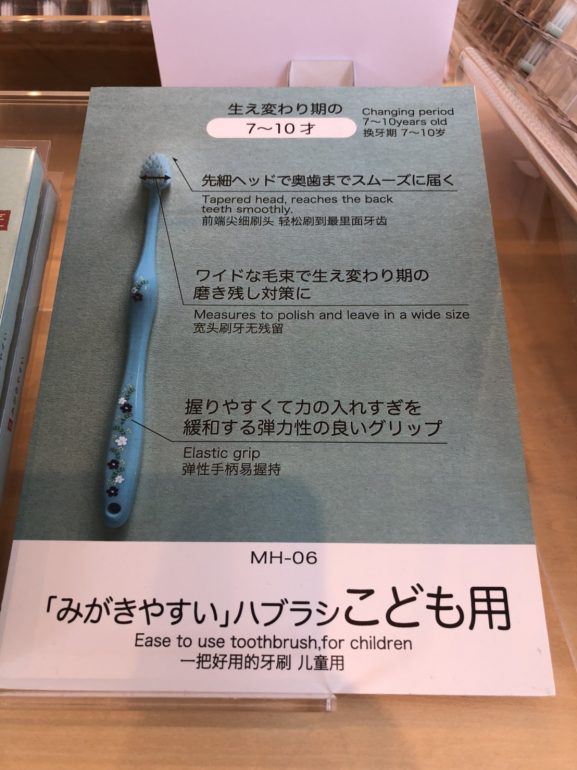 生え変わり期の
7〜10才
Changing period
7〜10years old
换牙期 7〜10岁
先細ヘッドで奥歯までスムーズに届く
Tapered head, reaches the back
teeth smoothly.
前端尖细刷头 轻松刷到最里面牙齿
ワイドな毛束で生え変わり期の
磨き残し対策に
Measures to polish and leave in a wide size
宽头刷牙无残留
握りやすくて力の入れすぎを
緩和する弾力性の良いグリップ
Elastic grip
弹性手柄易握持
MH-06
「みがきやすい」ハブラシこども用
Ease to use toothbrush,for children
一把好用的牙刷 儿童用